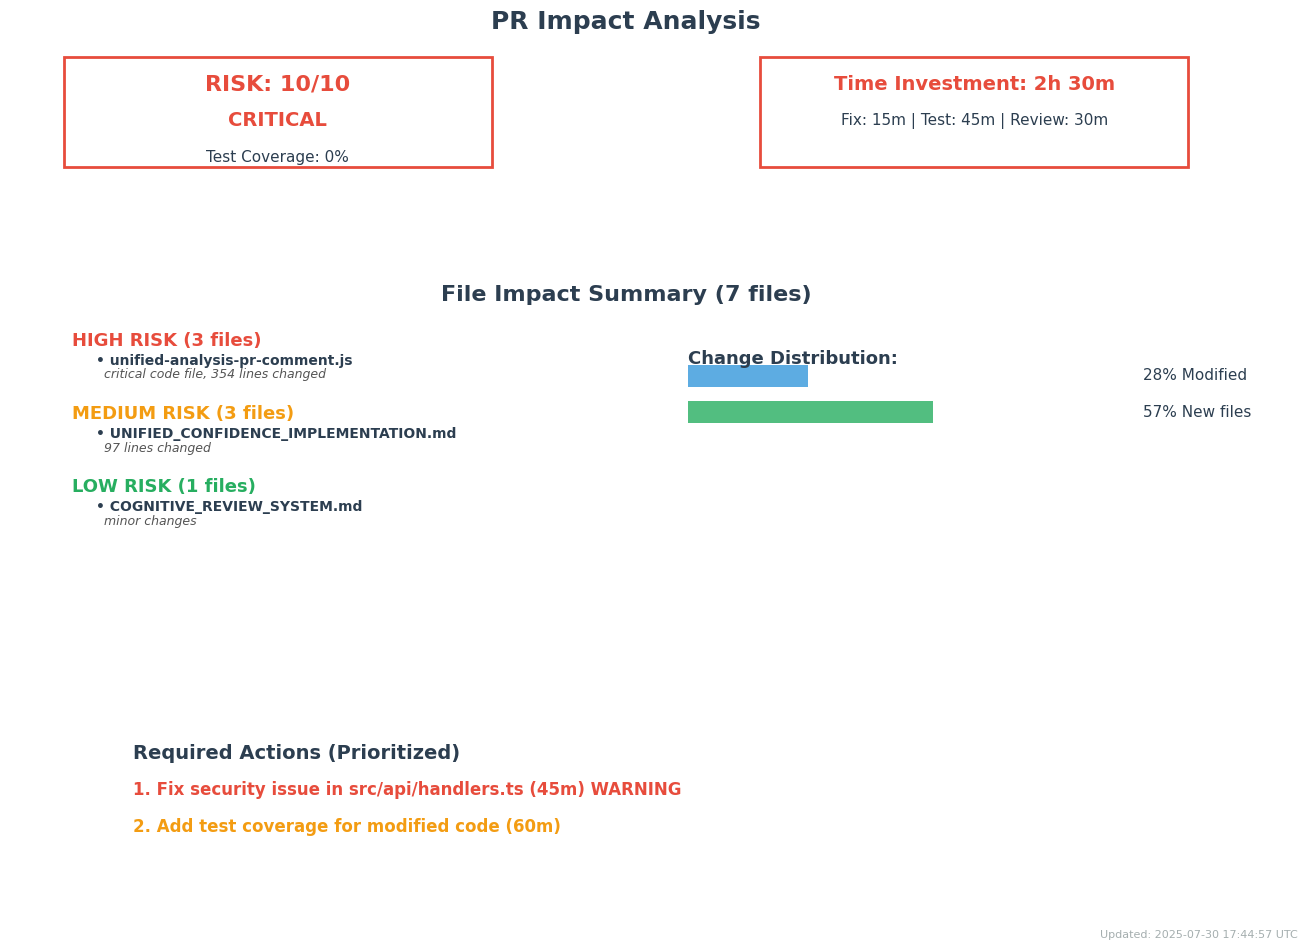 PR Impact Analysis
RISK: 10/10
CRITICAL
Test Coverage: 0%
Time Investment: 2h 30m
Fix: 15m | Test: 45m | Review: 30m
File Impact Summary (7 files)
HIGH RISK (3 files)
• unified-analysis-pr-comment.js
critical code file, 354 lines changed
MEDIUM RISK (3 files)
• UNIFIED_CONFIDENCE_IMPLEMENTATION.md
97 lines changed
LOW RISK (1 files)
• COGNITIVE_REVIEW_SYSTEM.md
minor changes
Change Distribution:
28% Modified
57% New files
Required Actions (Prioritized)
1. Fix security issue in src/api/handlers.ts (45m) WARNING
2. Add test coverage for modified code (60m)
Updated: 2025-07-30 17:44:57 UTC